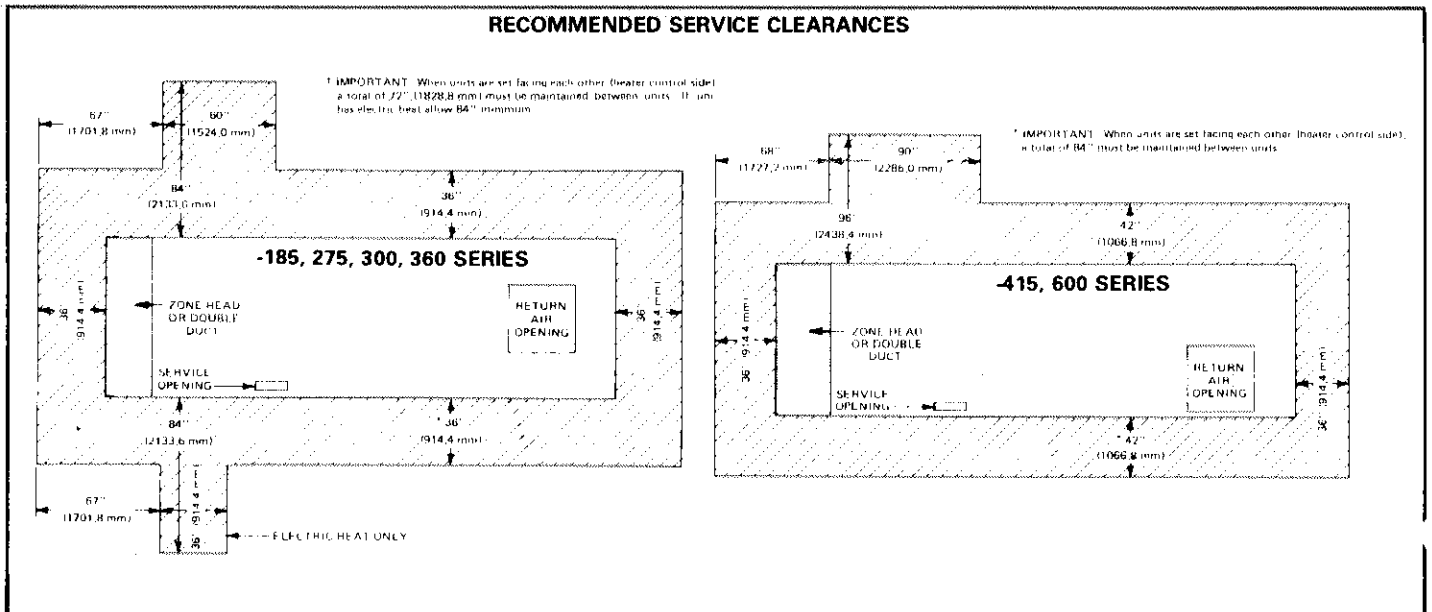 RECOMMENDED SERVICE CLEARANCES
† IMPORTANT When units are set facing each other (heater control side)
a total of 72", (1828,8 mm) must be maintained between units. If uni
has electric heat allow 84" minimum
67"
(1701,8 mm)
60"
(1524,0 mm)
84"
(2133,6 mm)
36"
(914,4 mm)
-185, 275, 300, 360 SERIES
36"
(914,4 mm)
ZONE HEAD
OR DOUBLE
DUCT
RETURN
AIR
OPENING
36"
(914,4 mm)
SERVICE
OPENING
84"
(2133,6 mm)
36"
(914,4 mm)
67"
(1701,8 mm)
36"
(914,4 mm)
ELECTRIC HEAT ONLY
* IMPORTANT When units are set facing each other (heater control side),
a total of 84" must be maintained between units
68"
(1727,2 mm)
90"
(2286,0 mm)
96"
(2438,4 mm)
42"
(1066,8 mm)
-415, 600 SERIES
36"
(914,4 mm)
ZONE HEAD
OR DOUBLE
DUCT
RETURN
AIR
OPENING
36"
(914,4 mm)
SERVICE
OPENING
* 42"
(1066,8 mm)